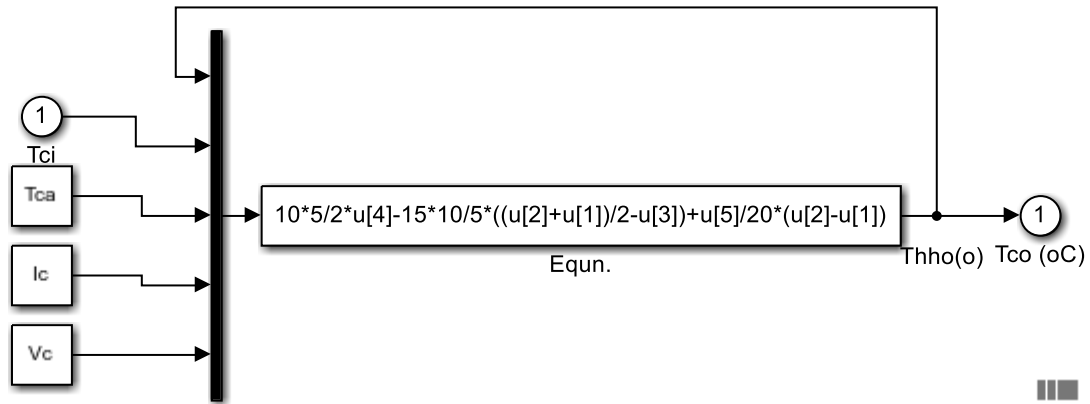 1
Tci
Tca
Ic
Vc
10*5/2*u[4]-15*10/5*((u[2]+u[1])/2-u[3])+u[5]/20*(u[2]-u[1])
Equn.
Thho(o)
1
Tco (oC)